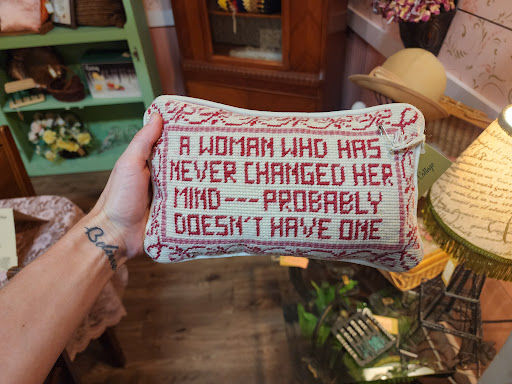 A WOMAN WHO HAS
NEVER CHANGED HER
MIND --- PROBABLY
DOESN'T HAVE ONE